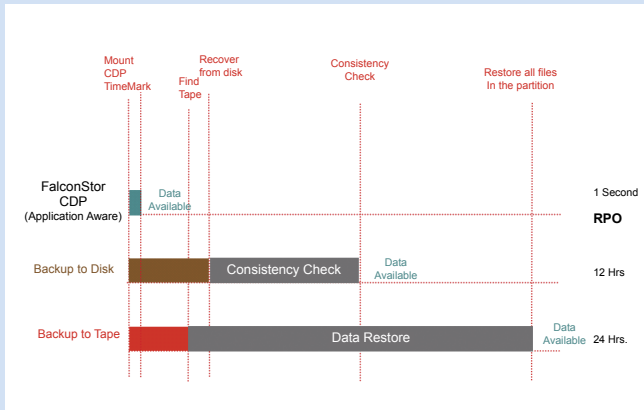 Mount
CDP
TimeMark
Find
Tape
Recover
from disk
Consistency
Check
Restore all files
In the partition
FalconStor
CDP
(Application Aware)
Data
Available
1 Second
RPO
Backup to Disk
Consistency Check
Data
Available
12 Hrs
Backup to Tape
Data Restore
Data
Available
24 Hrs.